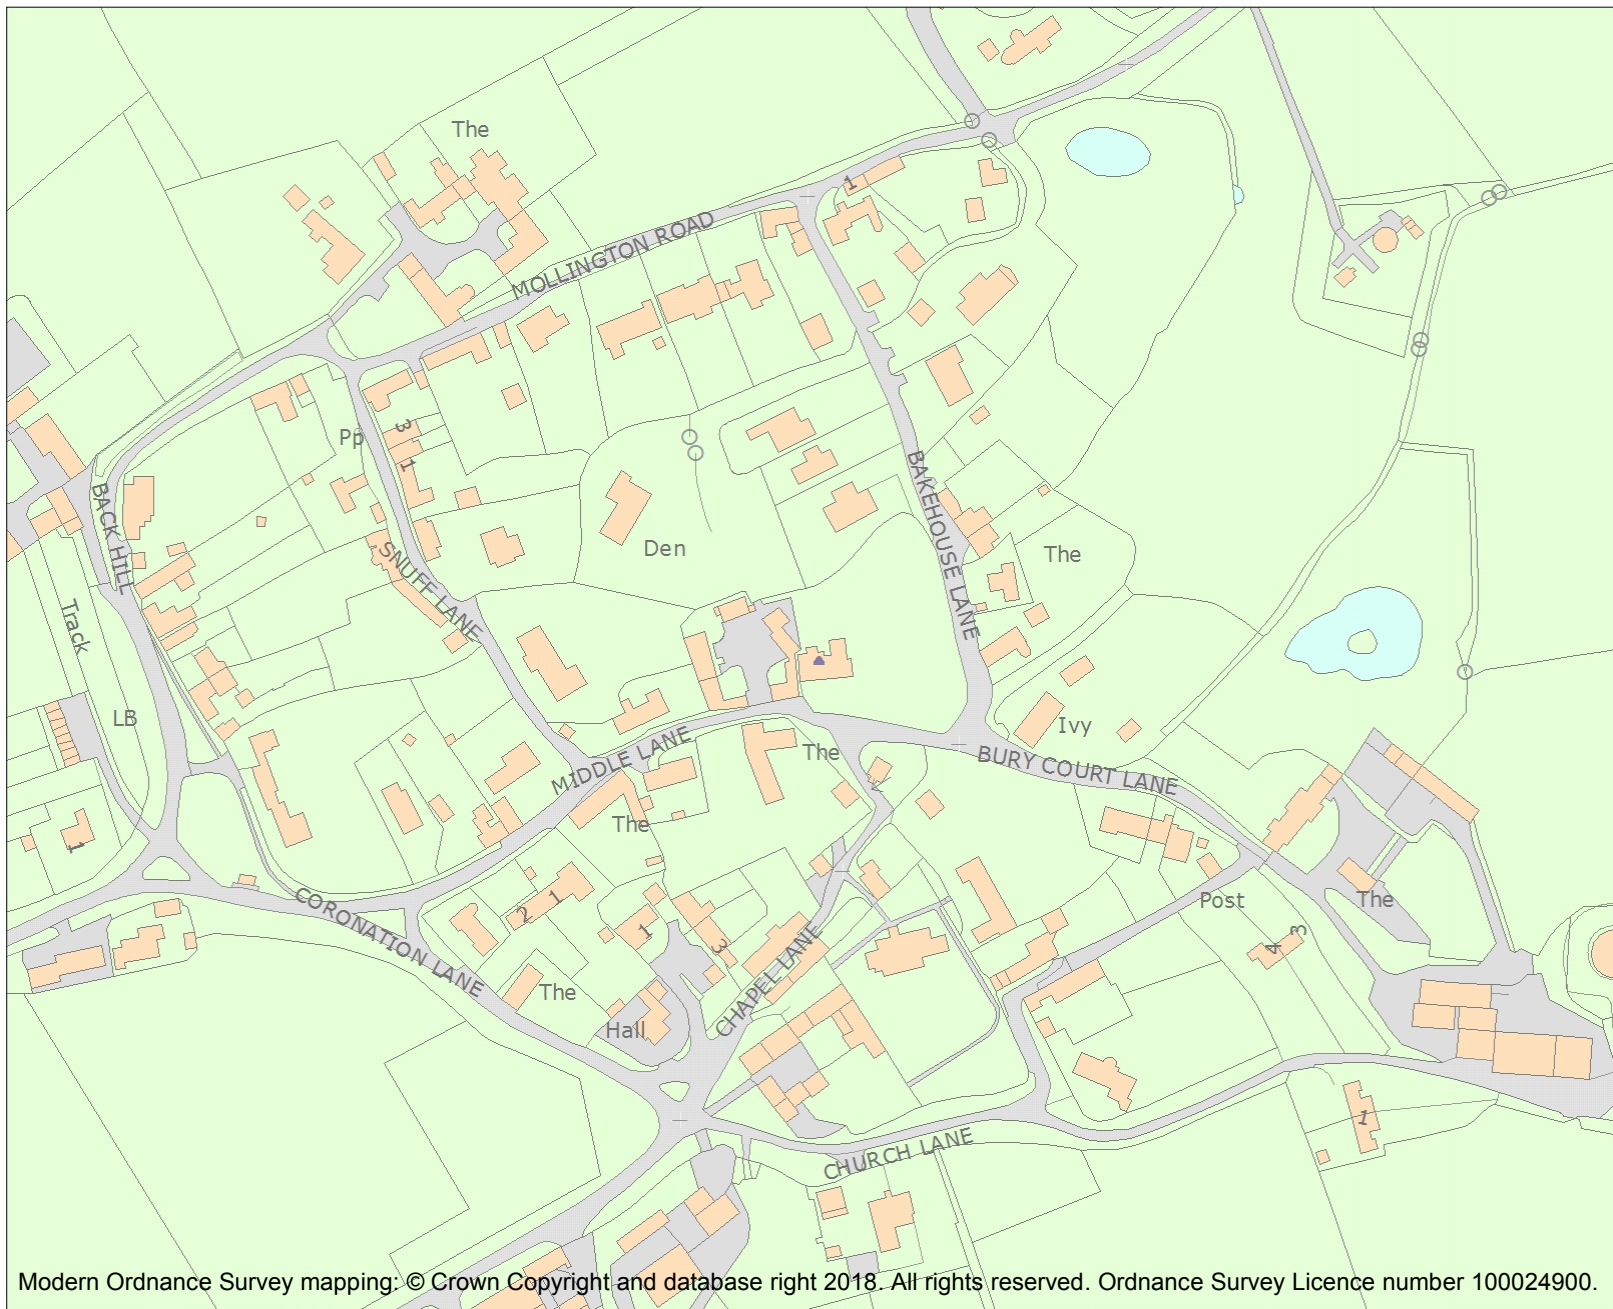 The
1
MOLLINGTON ROAD
3
Pp
1
BAKEHOUSE LANE
BACK HILL
SNUFF LANE
Den
The
Track
LB
Ivy
MIDDLE LANE
The
BURY COURT LANE
The
1
CORONATION LANE
2
1
1
3
Post
The
4
3
CHAPEL LANE
The
Hall
1
CHURCH LANE
Modern Ordnance Survey mapping: © Crown Copyright and database right 2018. All rights reserved. Ordnance Survey Licence number 100024900.